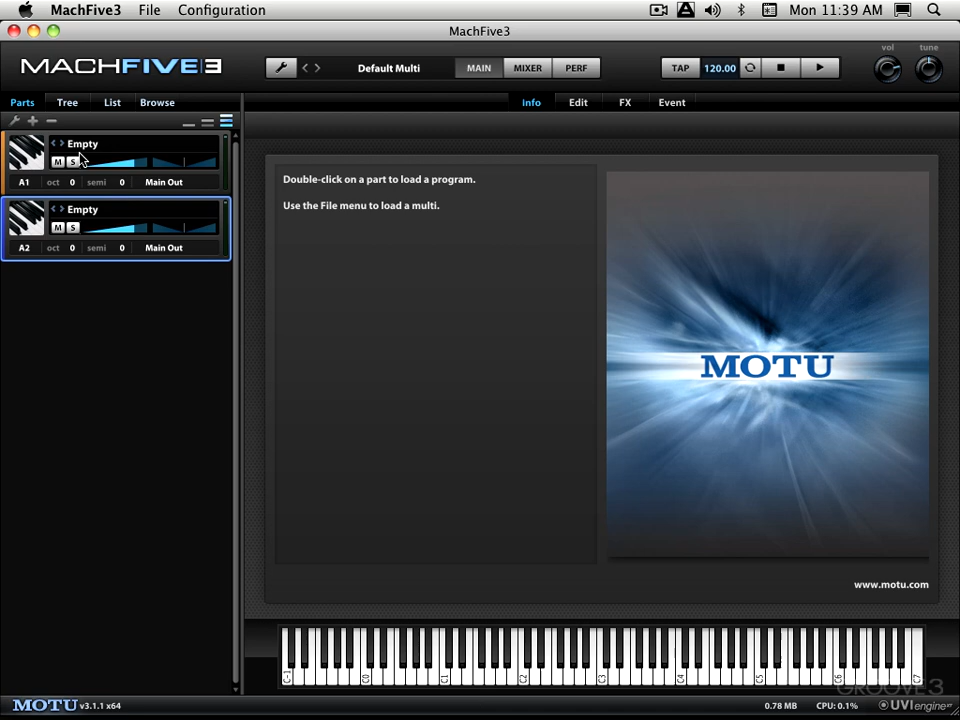 MachFive3 File Configuration Mon 11:39 AM
MachFive3
MACHFIVE3 Default Multi MAIN MIXER PERF TAP 120.00 vol tune
Parts Tree List Browse Info Edit FX Event
Empty
M S
A1 oct 0 semi 0 Main Out
Empty
M S
A2 oct 0 semi 0 Main Out
Double-click on a part to load a program.
Use the File menu to load a multi.
MOTU
www.motu.com
C-1 C0 C1 C2 C3 C4 C5 C6 C7
GROOVE3
MOTU v3.1.1 x64 0.78 MB CPU: 0.1% UVIengine